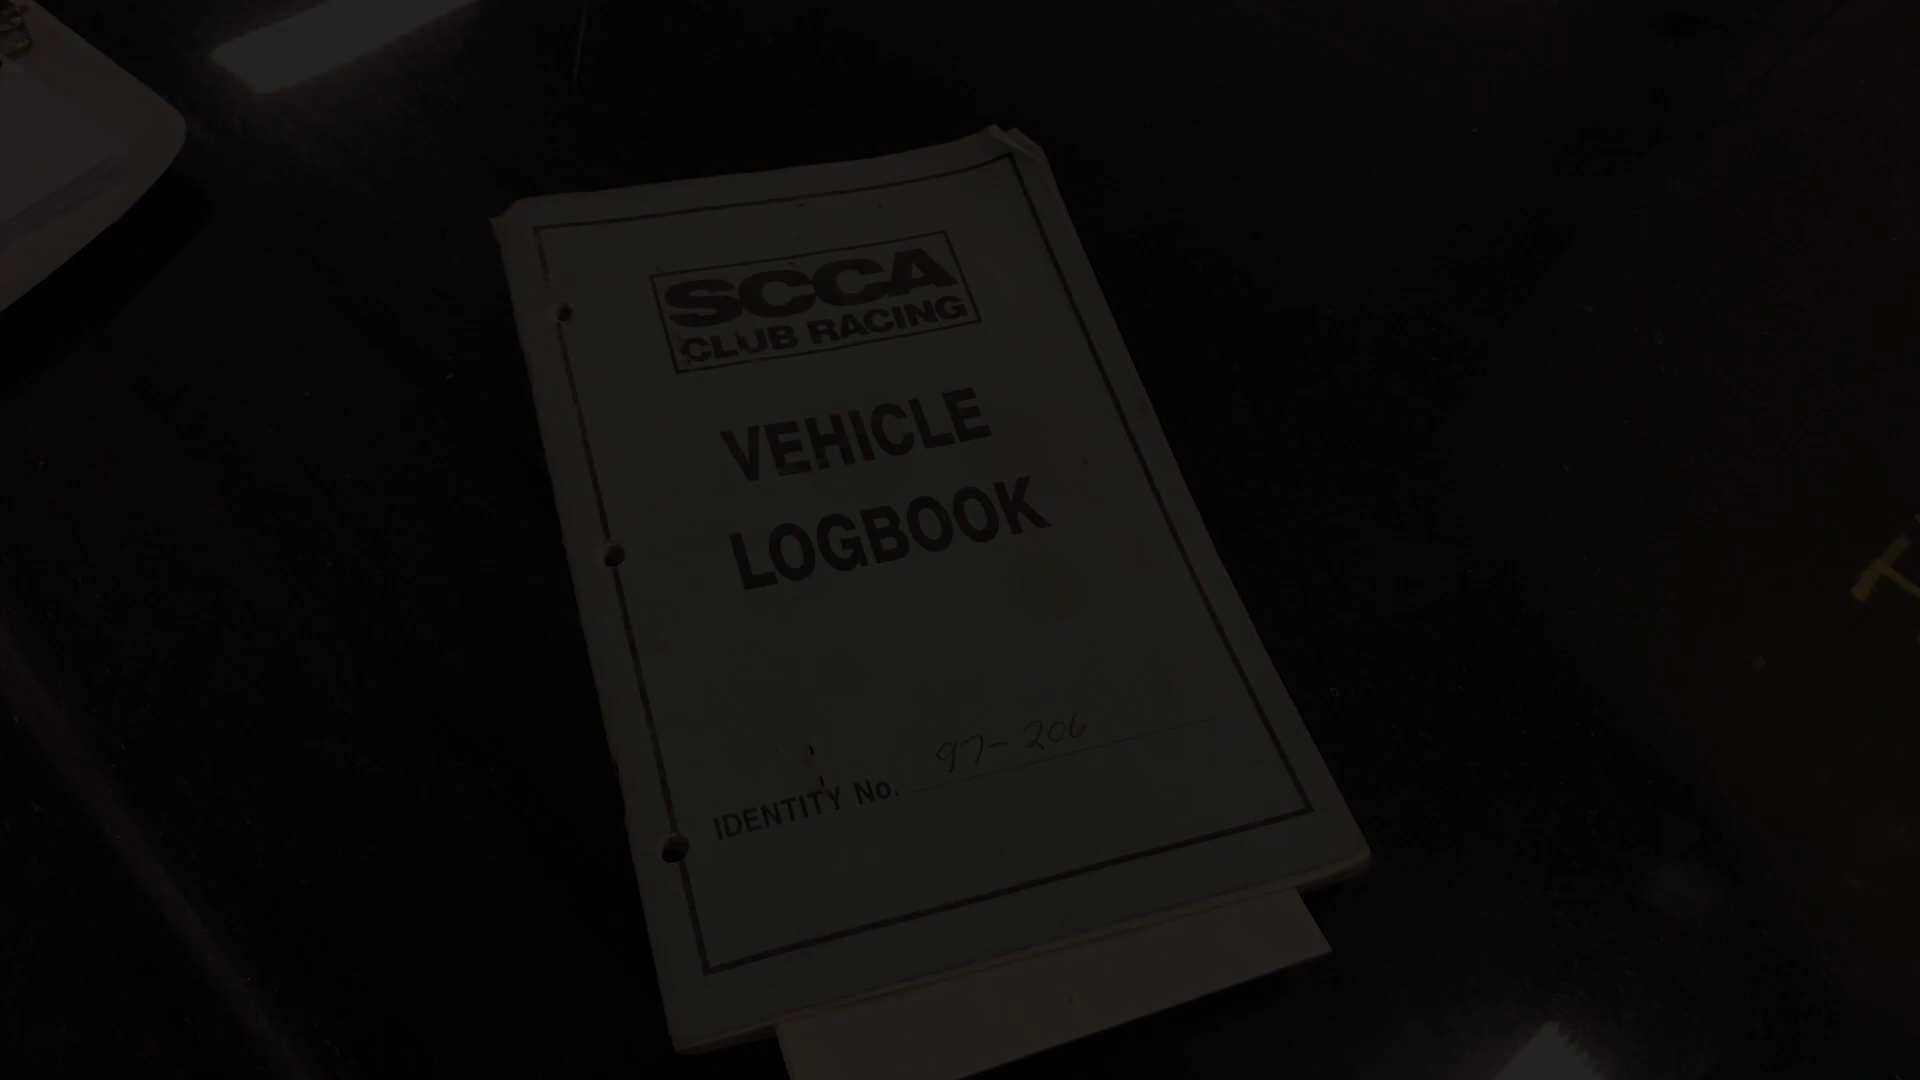 SCCA
CLUB RACING
VEHICLE
LOGBOOK
IDENTITY No. 97-206